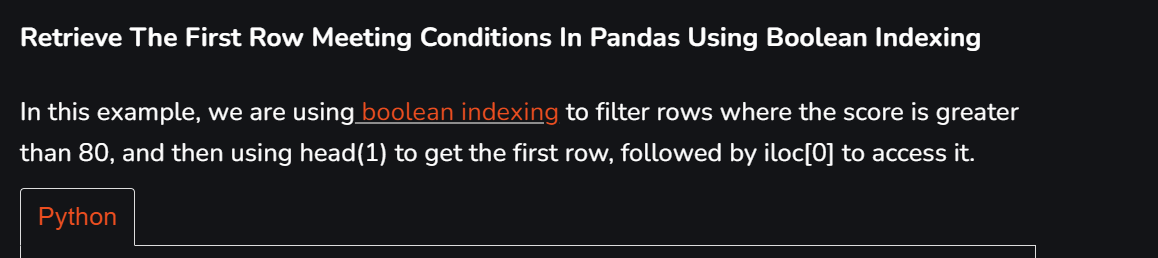 Retrieve The First Row Meeting Conditions In Pandas Using Boolean Indexing
In this example, we are using boolean indexing to filter rows where the score is greater
than 80, and then using head(1) to get the first row, followed by iloc[0] to access it.
Python